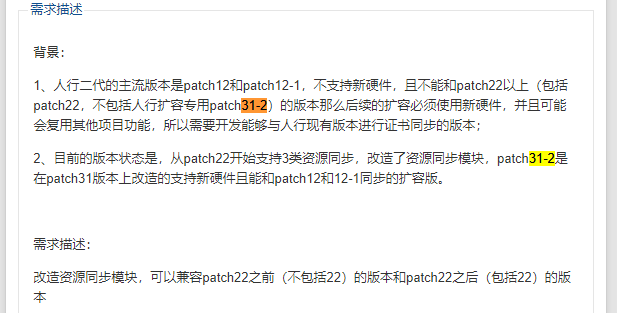 需求描述
背景：
1、人行二代的主流版本是patch12和patch12-1，不支持新硬件，且不能和patch22以上（包括
patch22，不包括人行扩容专用patch31-2）的版本那么后续的扩容必须使用新硬件，并且可能
会复用其他项目功能，所以需要开发能够与人行现有版本进行证书同步的版本；
2、目前的版本状态是，从patch22开始支持3类资源同步，改造了资源同步模块，patch31-2是
在patch31版本上改造的支持新硬件且能和patch12和12-1同步的扩容版。
需求描述：
改造资源同步模块，可以兼容patch22之前（不包括22）的版本和patch22之后（包括22）的版
本